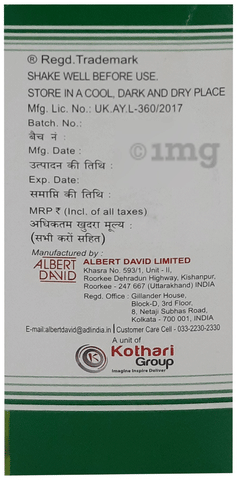 ® Regd.Trademark
SHAKE WELL BEFORE USE.
STORE IN A COOL, DARK AND DRY PLACE
Mfg. Lic. No.: UK.AY.L-360/2017
Batch No.:
बैच नं :
Mfg. Date :
उत्पादन की तिथि :
Exp. Date:
समाप्ति की तिथि :
MRP ₹ (Incl. of all taxes)
अधिकतम खुदरा मूल्य :
(सभी करों सहित)
Manufactured by :
ALBERT DAVID
ALBERT DAVID LIMITED
Khasra No. 593/1, Unit - II,
Roorkee Dehradun Highway, Kishanpur,
Roorkee - 247 667 (Uttarakhand) INDIA
Regd. Office : Gillander House,
Block-D, 3rd Floor,
8, Netaji Subhas Road,
Kolkata - 700 001, INDIA
E-mail:albertdavid@adlindia.in | Customer Care Cell - 033-2230-2330
A unit of
K Kothari Group
Imagine Inspire Deliver
©1mg